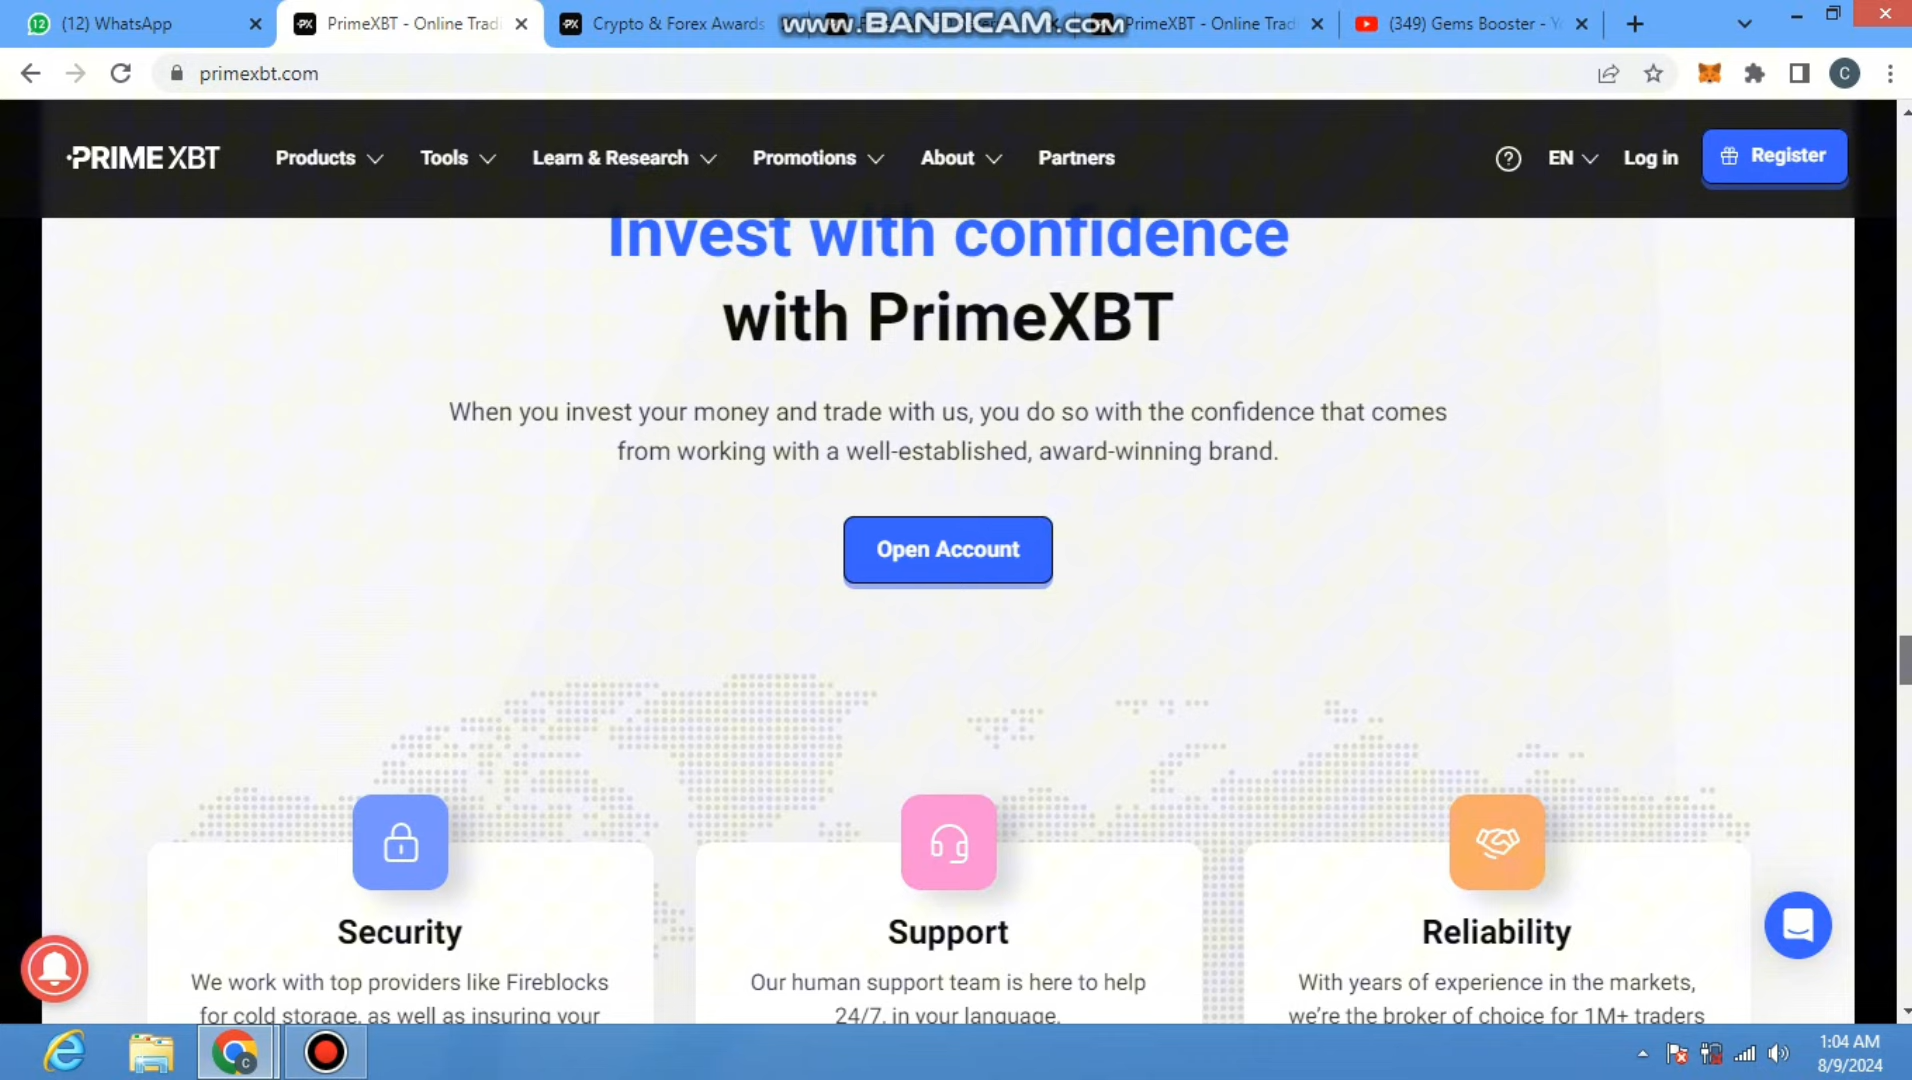 (12) WhatsApp
PrimeXBT - Online Tradi
Crypto & Forex Awards
www.BANDICAM.com
PrimeXBT - Online Tradi
(349) Gems Booster - Y
primexbt.com
C
PRIME XBT
Products
Tools
Learn & Research
Promotions
About
Partners
EN
Log in
Register
Invest with confidence
with PrimeXBT
When you invest your money and trade with us, you do so with the confidence that comes
from working with a well-established, award-winning brand.
Open Account
Security
Support
Reliability
We work with top providers like Fireblocks
for cold storage, as well as insuring your
Our human support team is here to help
24/7, in your language.
With years of experience in the markets,
we're the broker of choice for 1M+ traders
1:04 AM
8/9/2024